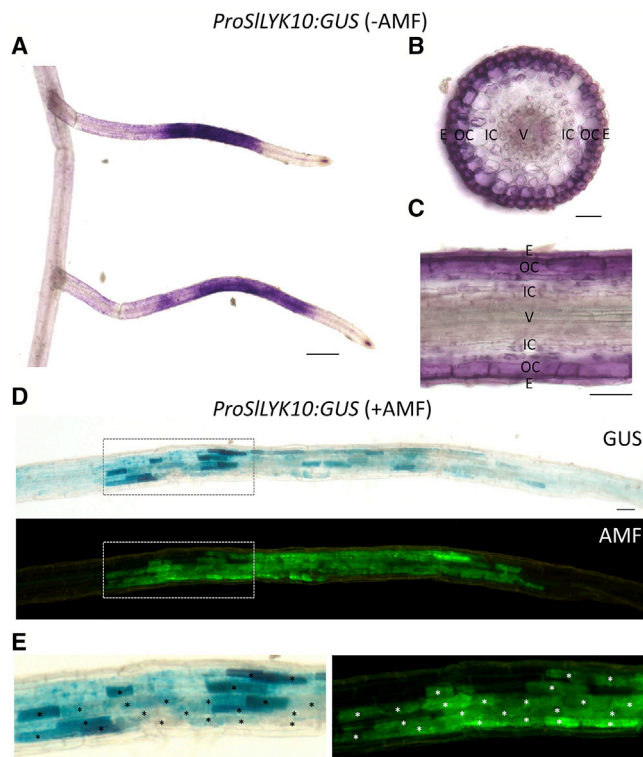 ProSlLYK10:GUS (-AMF)
A
B
E OC IC V IC OC E
C
E
OC
IC
V
IC
OC
E
D
ProSlLYK10:GUS (+AMF)
GUS
AMF
E